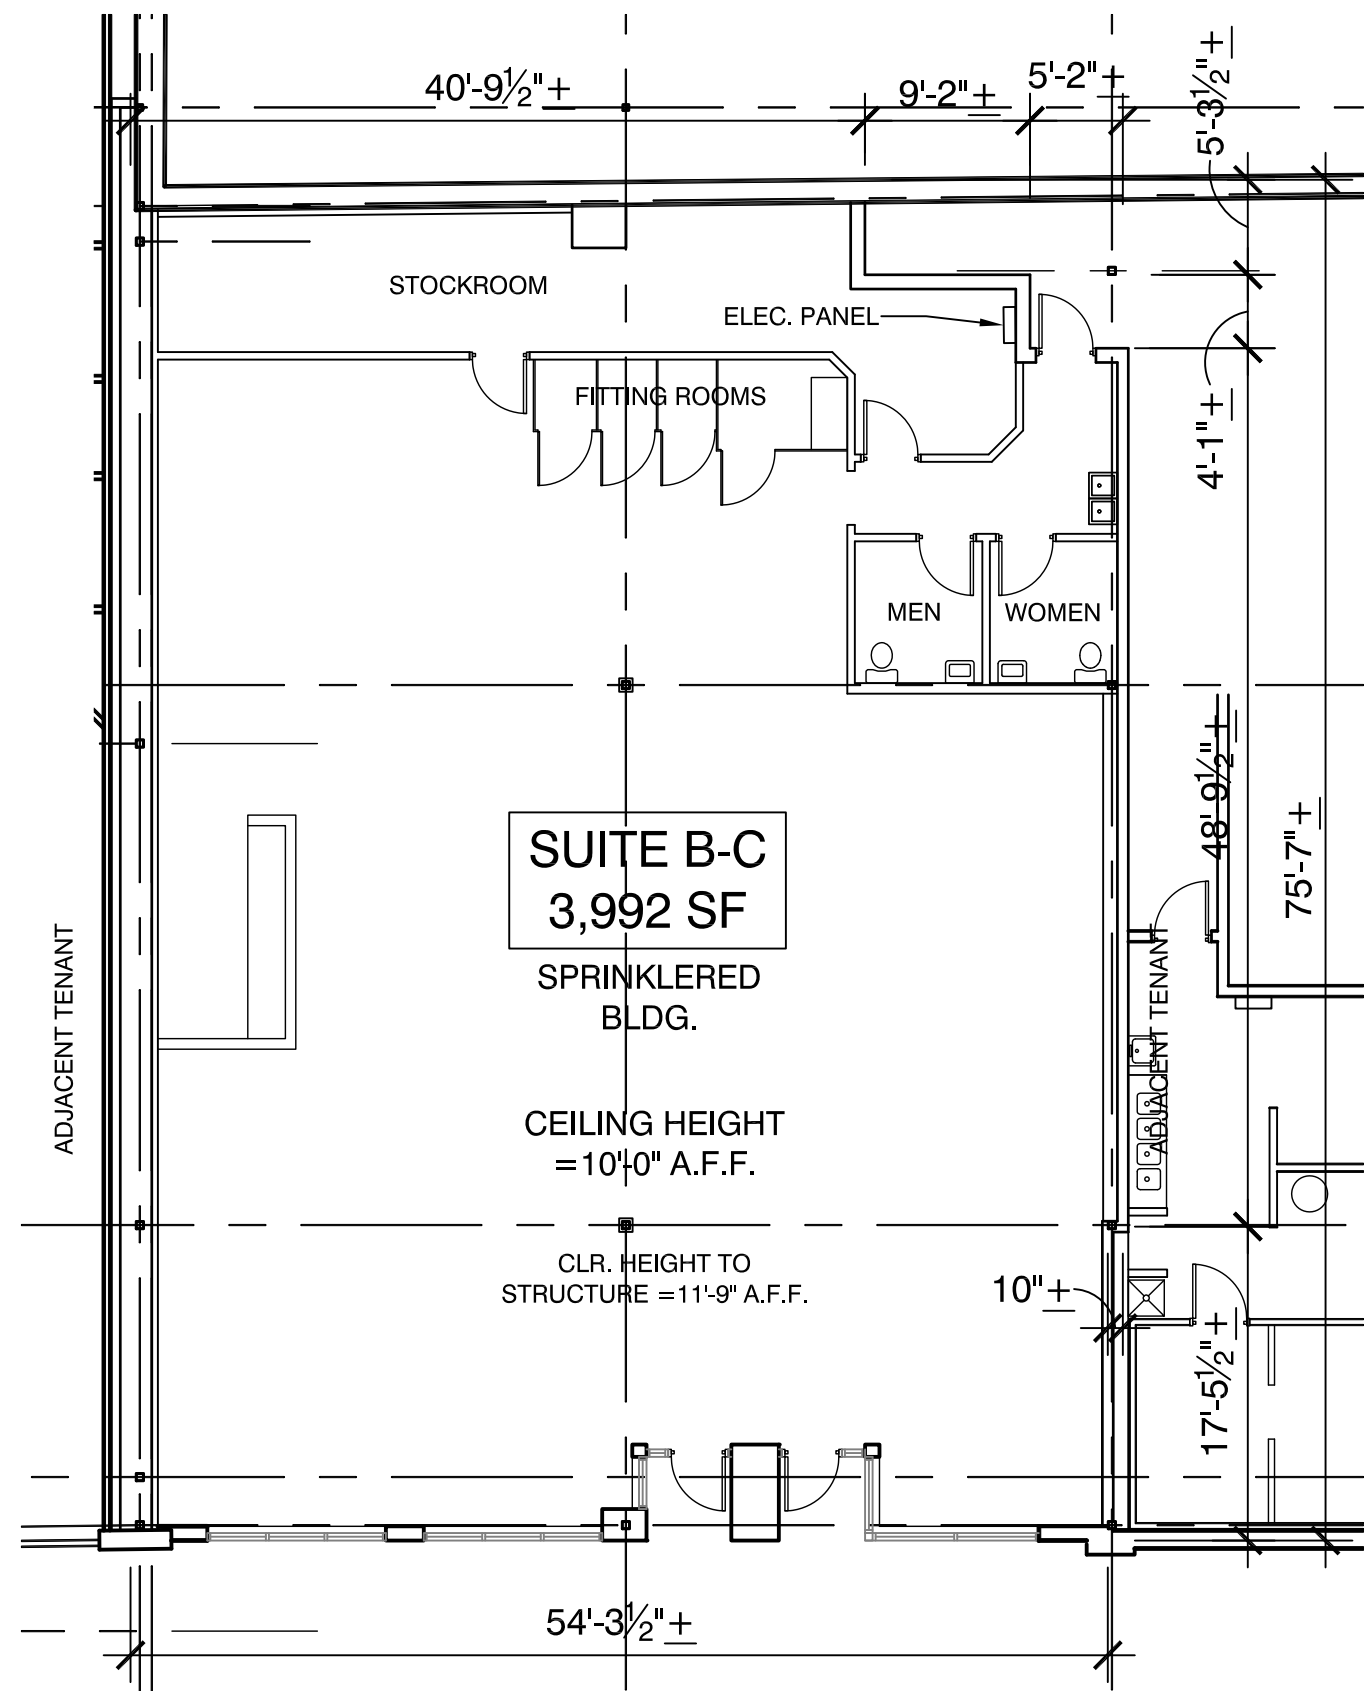 40'-9½"±
9'-2"±
5'-2"±
5'-3½"±
STOCKROOM
ELEC. PANEL
FITTING ROOMS
4'-1"±
MEN
WOMEN
48'-9½"±
75'-7"±
SUITE B-C
3,992 SF
SPRINKLERED
BLDG.
ADJACENT TENANT
ADJACENT TENANT
CEILING HEIGHT
=10'-0" A.F.F.
CLR. HEIGHT TO
STRUCTURE =11'-9" A.F.F.
10"±
17'-5½"±
54'-3½"±